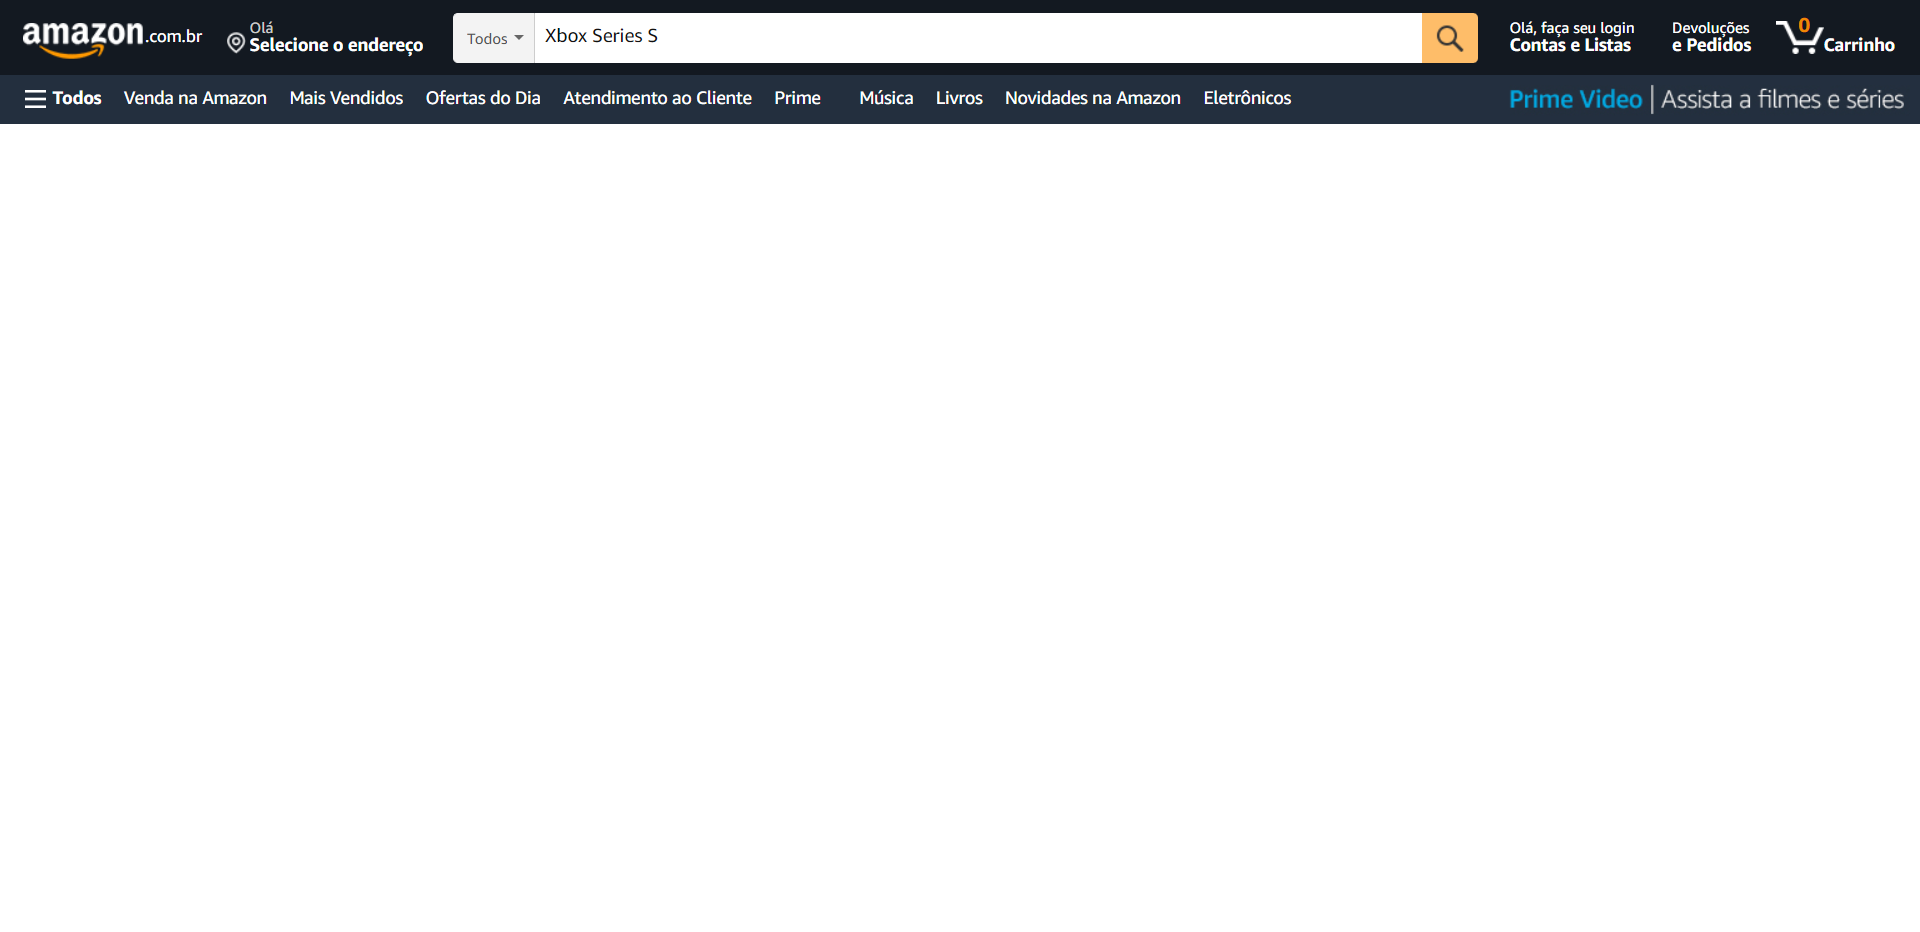 amazon.com.br
Olá
Selecione o endereço
Todos
Xbox Series S
Olá, faça seu login
Contas e Listas
Devoluções
e Pedidos
0
Carrinho
Todos
Venda na Amazon
Mais Vendidos
Ofertas do Dia
Atendimento ao Cliente
Prime
Música
Livros
Novidades na Amazon
Eletrônicos
Prime Video | Assista a filmes e séries